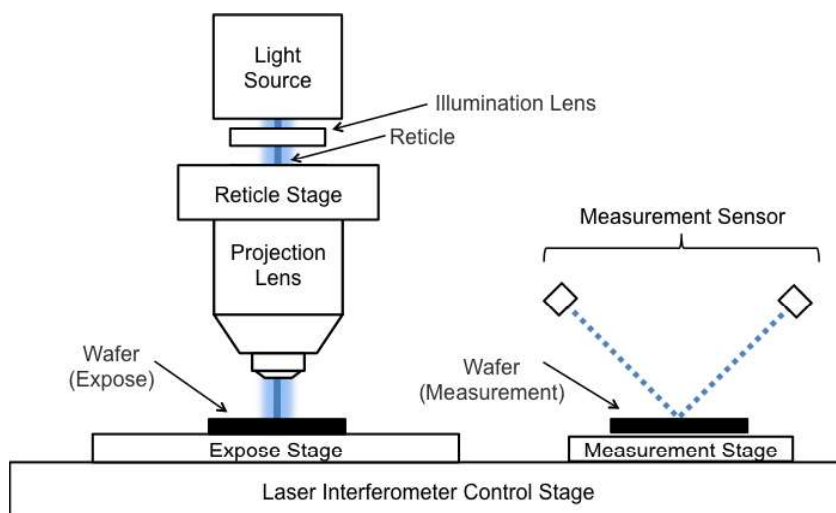 Light
Source
Illumination Lens
Reticle
Reticle Stage
Projection
Lens
Measurement Sensor
Wafer
(Expose)
Wafer
(Measurement)
Expose Stage
Measurement Stage
Laser Interferometer Control Stage